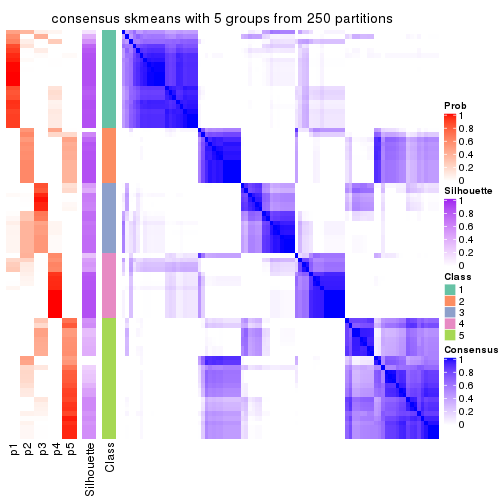 consensus skmeans with 5 groups from 250 partitions
Prob
1
0.8
0.6
0.4
0.2
0
Silhouette
1
0.8
0.6
0.4
0.2
0
Class
1
2
3
4
5
Consensus
1
0.8
0.6
0.4
0.2
0
p1
p2
p3
p4
p5
Silhouette
Class